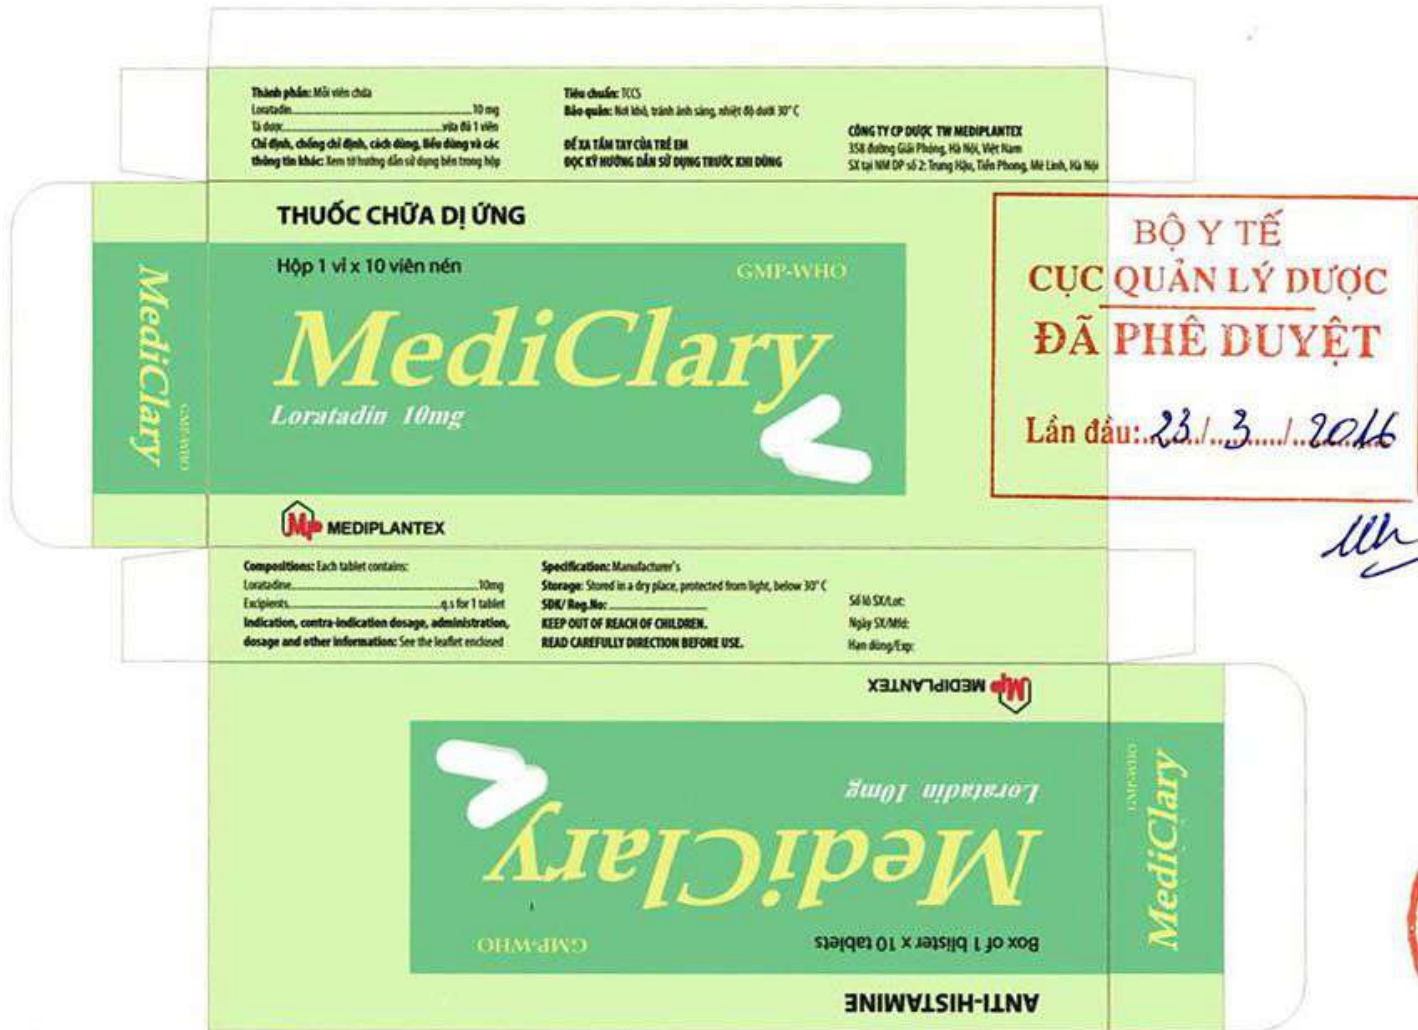 Thành phần: Mỗi viên chứa
Loratadin....................10 mg
Tá dược....................vừa đủ 1 viên
Chỉ định, chống chỉ định, cách dùng, liều dùng và các
thông tin khác: Xem tờ hướng dẫn sử dụng bên trong hộp
Tiêu chuẩn: TCCS
Bảo quản: Nơi khô, tránh ánh sáng, nhiệt độ dưới 30° C
ĐỂ XA TẦM TAY CỦA TRẺ EM
ĐỌC KỸ HƯỚNG DẪN SỬ DỤNG TRƯỚC KHI DÙNG
CÔNG TY CP DƯỢC TW MEDIPLANTEX
358 đường Giải Phóng, Hà Nội, Việt Nam
SX tại NM DP số 2: Trung Hậu, Tiền Phong, Mê Linh, Hà Nội
THUỐC CHỮA DỊ ỨNG
Hộp 1 vỉ x 10 viên nén
GMP-WHO
MediClary
Loratadin 10mg
Mp MEDIPLANTEX
MediClary
GMP-WHO
BỘ Y TẾ
CỤC QUẢN LÝ DƯỢC
ĐÃ PHÊ DUYỆT
Lần đầu: 23/3/2016
Compositions: Each tablet contains:
Loratadine....................10mg
Excipients....................q.s for 1 tablet
Indication, contra-indication dosage, administration,
dosage and other information: See the leaflet enclosed
Specification: Manufacturer's
Storage: Stored in a dry place, protected from light, below 30° C
SĐK/ Reg.No:
KEEP OUT OF REACH OF CHILDREN.
READ CAREFULLY DIRECTION BEFORE USE.
Số lô SX/Lot:
Ngày SX/Mfd:
Hạn dùng/Exp:
ANTI-HISTAMINE
Box of 1 blister x 10 tablets
GMP-WHO
MediClary
Loratadin 10mg
Mp MEDIPLANTEX
MediClary
GMP-WHO